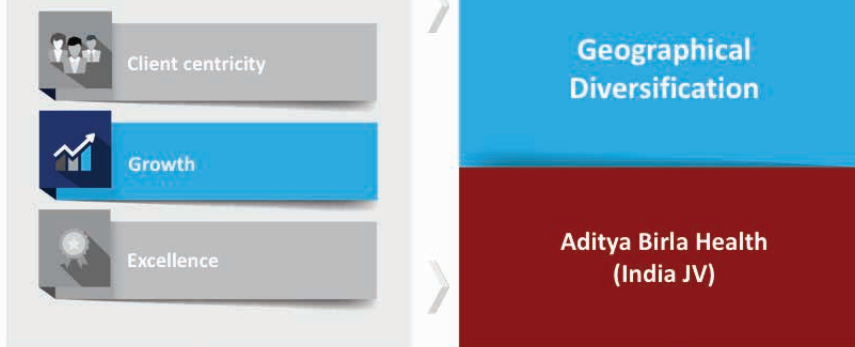 Client centricity
Growth
Excellence
Geographical
Diversification
Aditya Birla Health
(India JV)